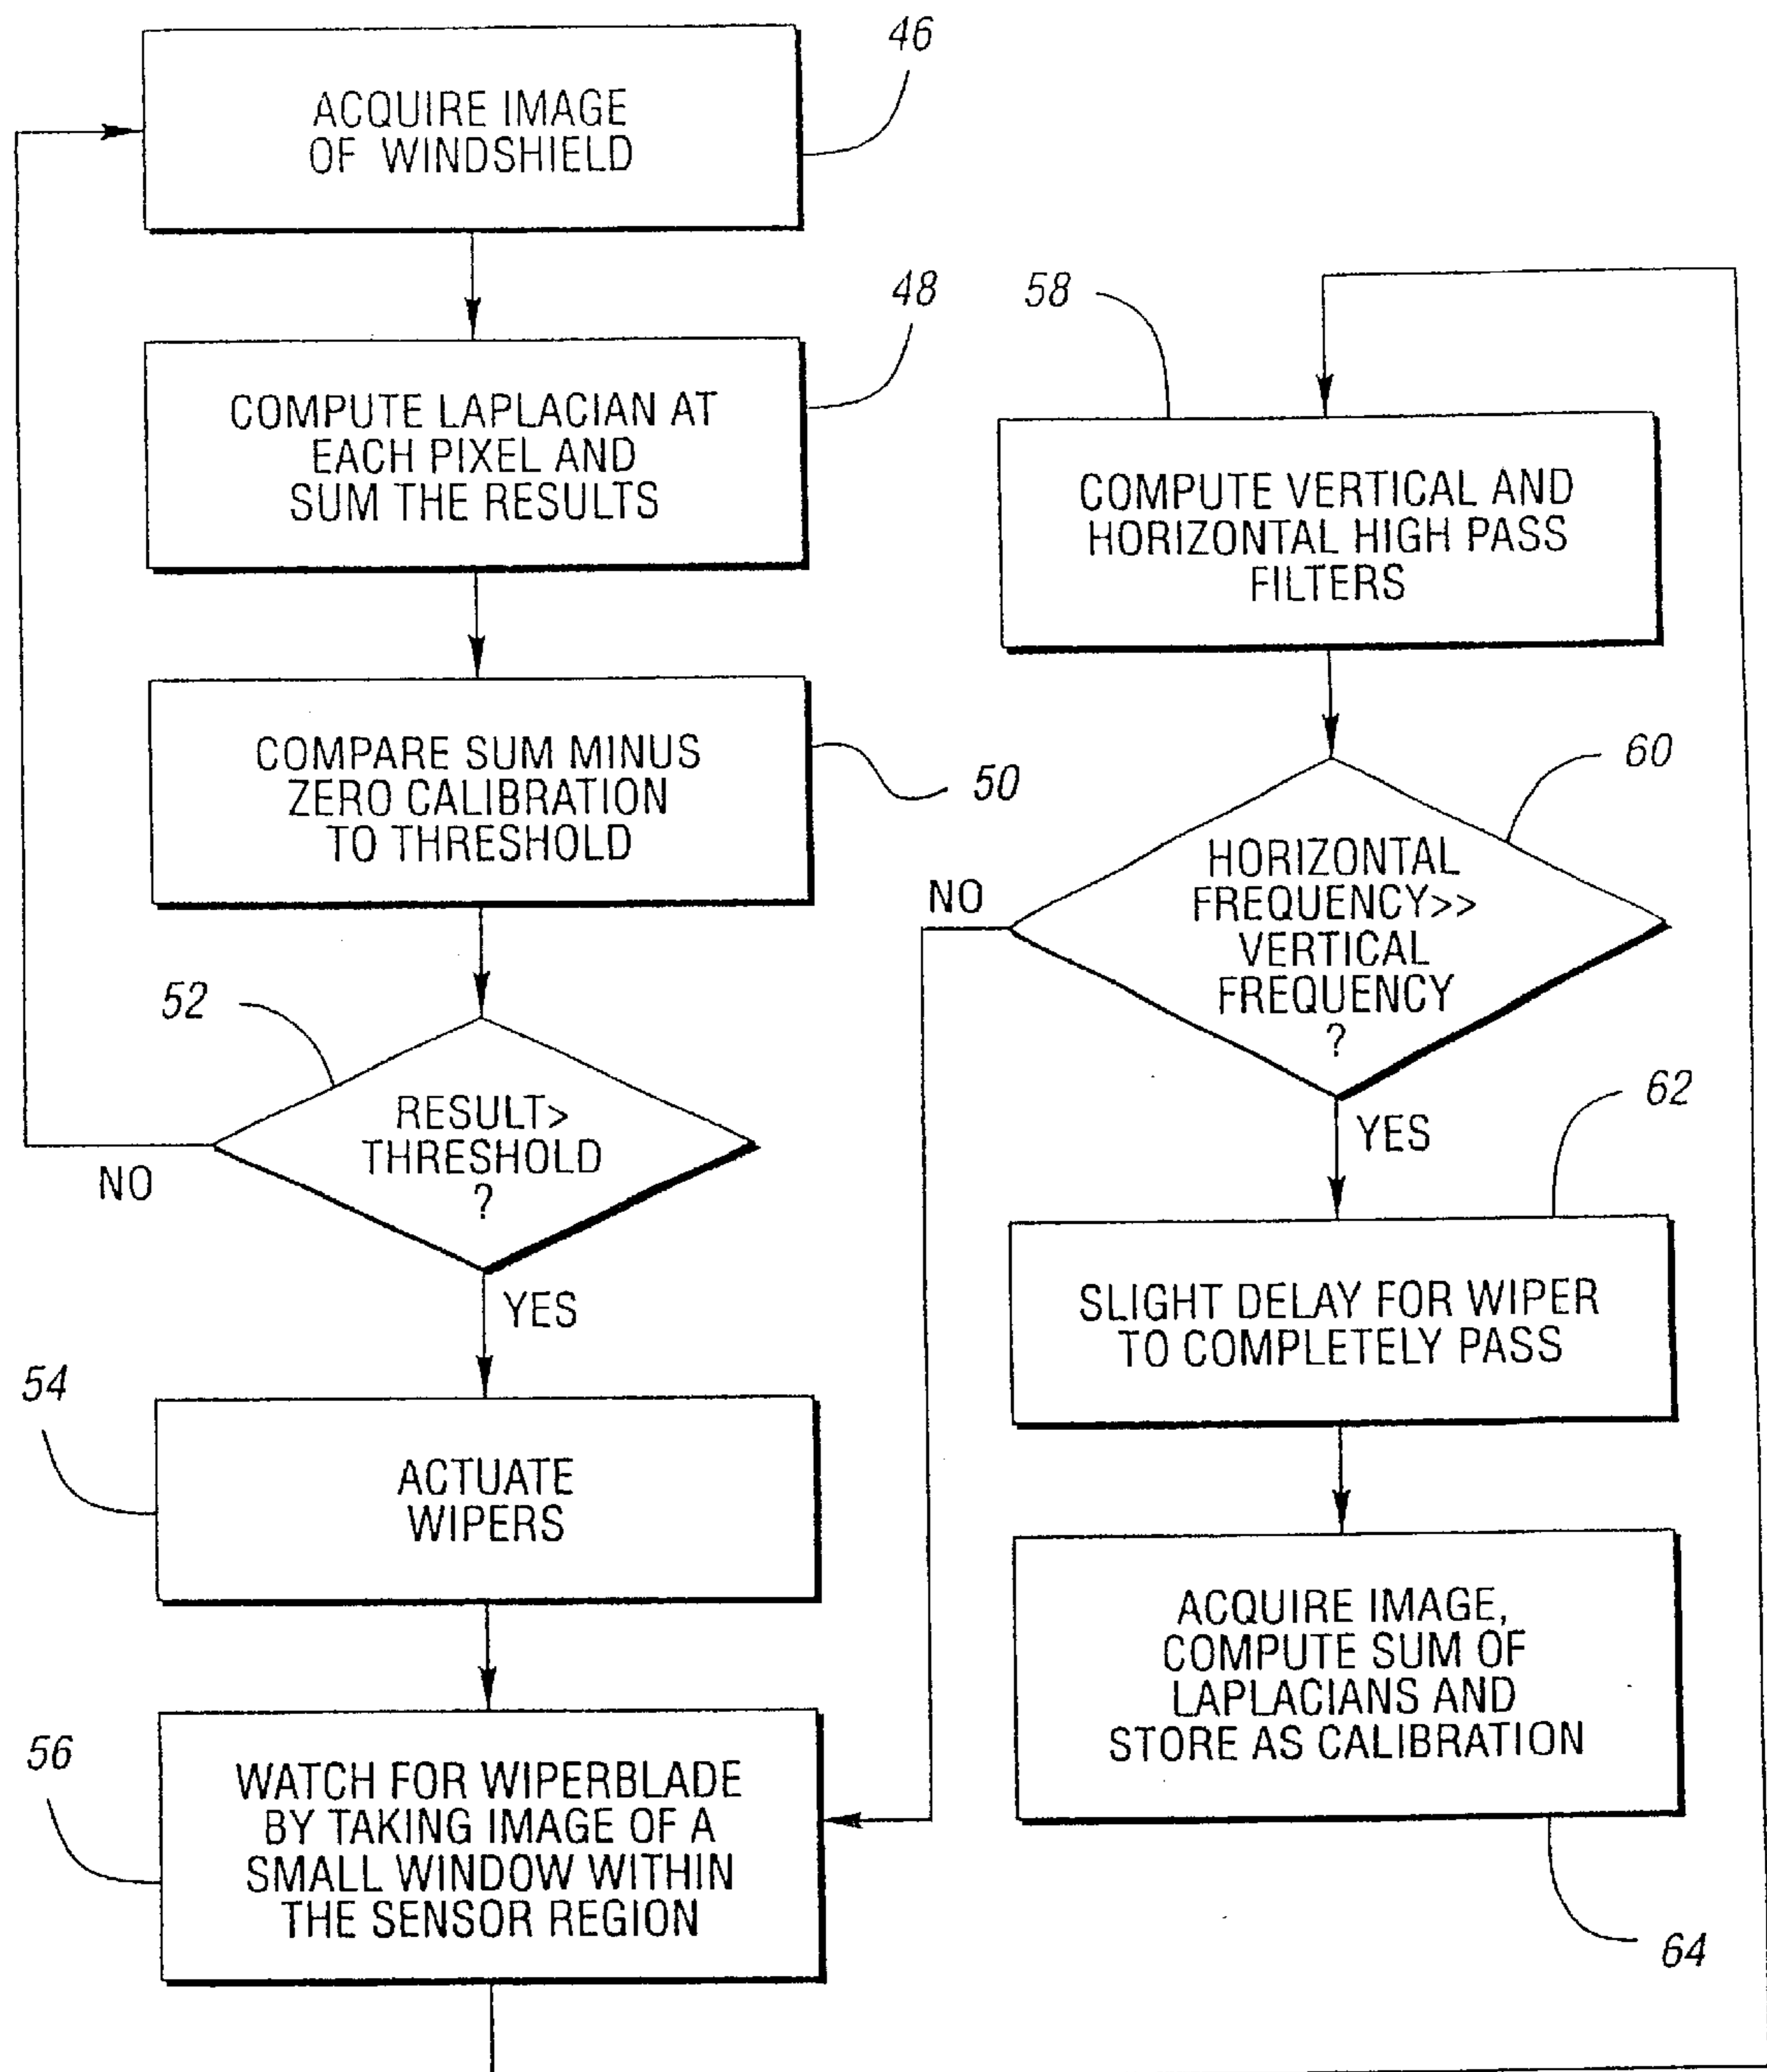 46
ACQUIRE IMAGE
OF WINDSHIELD
48
COMPUTE LAPLACIAN AT
EACH PIXEL AND
SUM THE RESULTS
COMPARE SUM MINUS
ZERO CALIBRATION
TO THRESHOLD
50
52
RESULT>
THRESHOLD
?
NO
YES
54
ACTUATE
WIPERS
56
WATCH FOR WIPERBLADE
BY TAKING IMAGE OF A
SMALL WINDOW WITHIN
THE SENSOR REGION
58
COMPUTE VERTICAL AND
HORIZONTAL HIGH PASS
FILTERS
60
HORIZONTAL
FREQUENCY>>
VERTICAL
FREQUENCY
?
NO
YES
62
SLIGHT DELAY FOR WIPER
TO COMPLETELY PASS
ACQUIRE IMAGE,
COMPUTE SUM OF
LAPLACIANS AND
STORE AS CALIBRATION
64